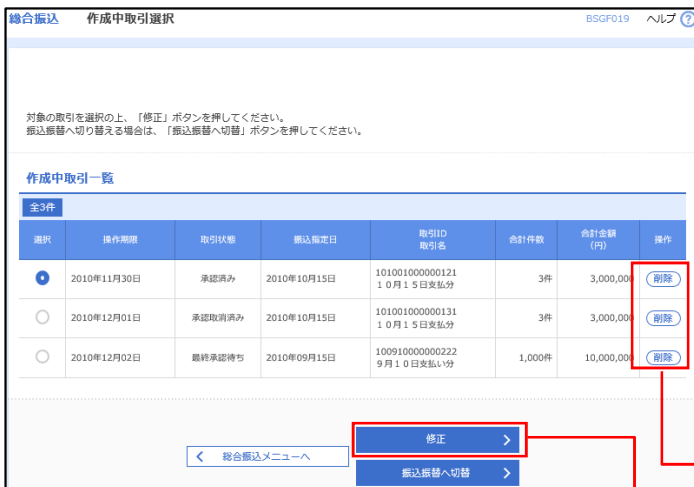 総合振込 作成中取引選択 BSGF019 ヘルプ ?
対象の取引を選択の上、「修正」ボタンを押してください。
振込振替へ切り替える場合は、「振込振替へ切替」ボタンを押してください。
作成中取引一覧
全3件
選択 操作期限 取引状態 振込指定日 取引ID 合計件数 合計金額 操作
取引名 (円)
2010年11月30日 承認済み 2010年10月15日 101001000000121 3件 3,000,000 削除
10月15日支払分
2010年12月01日 承認取消済み 2010年10月15日 101001000000131 3件 3,000,000 削除
10月15日支払分
2010年12月02日 最終承認待ち 2010年09月15日 100910000000222 1,000件 10,000,000 削除
9月10日支払い分
修正
総合振込メニューへ
振込振替へ切替